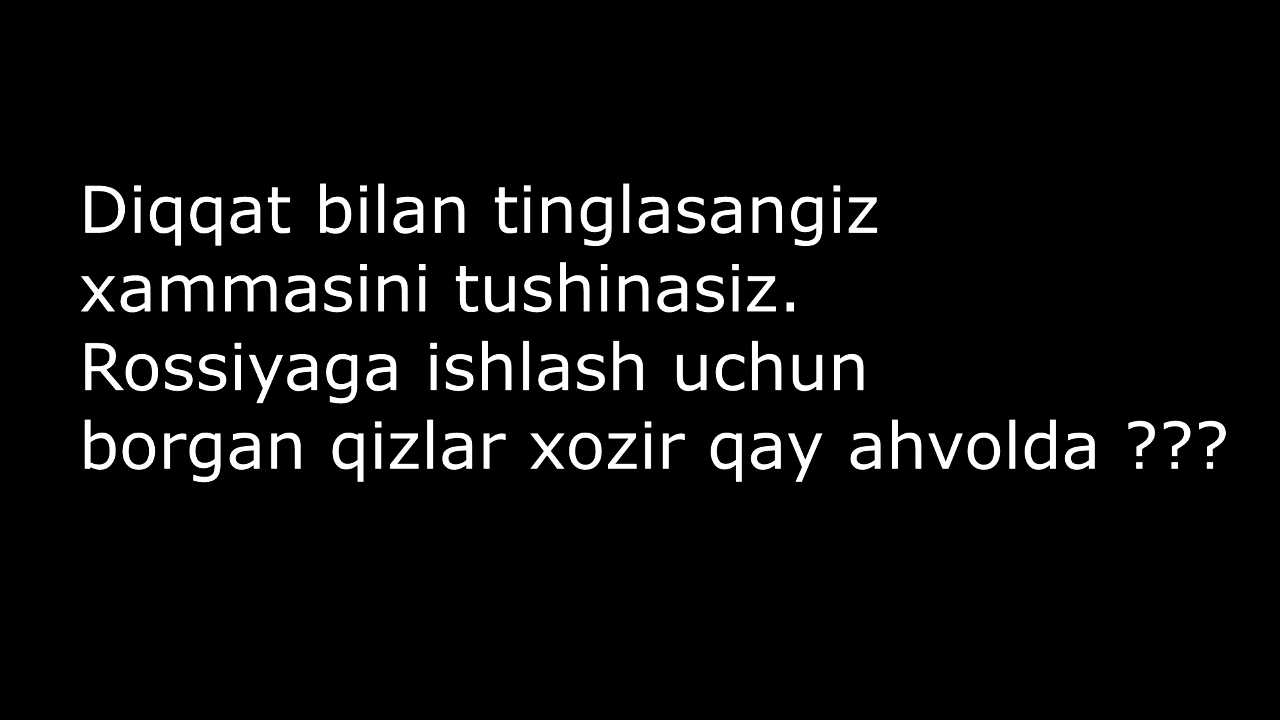 Diqqat bilan tinglasangiz
xammasini tushinasiz.
Rossiyaga ishlash uchun
borgan qizlar xozir qay ahvolda ???